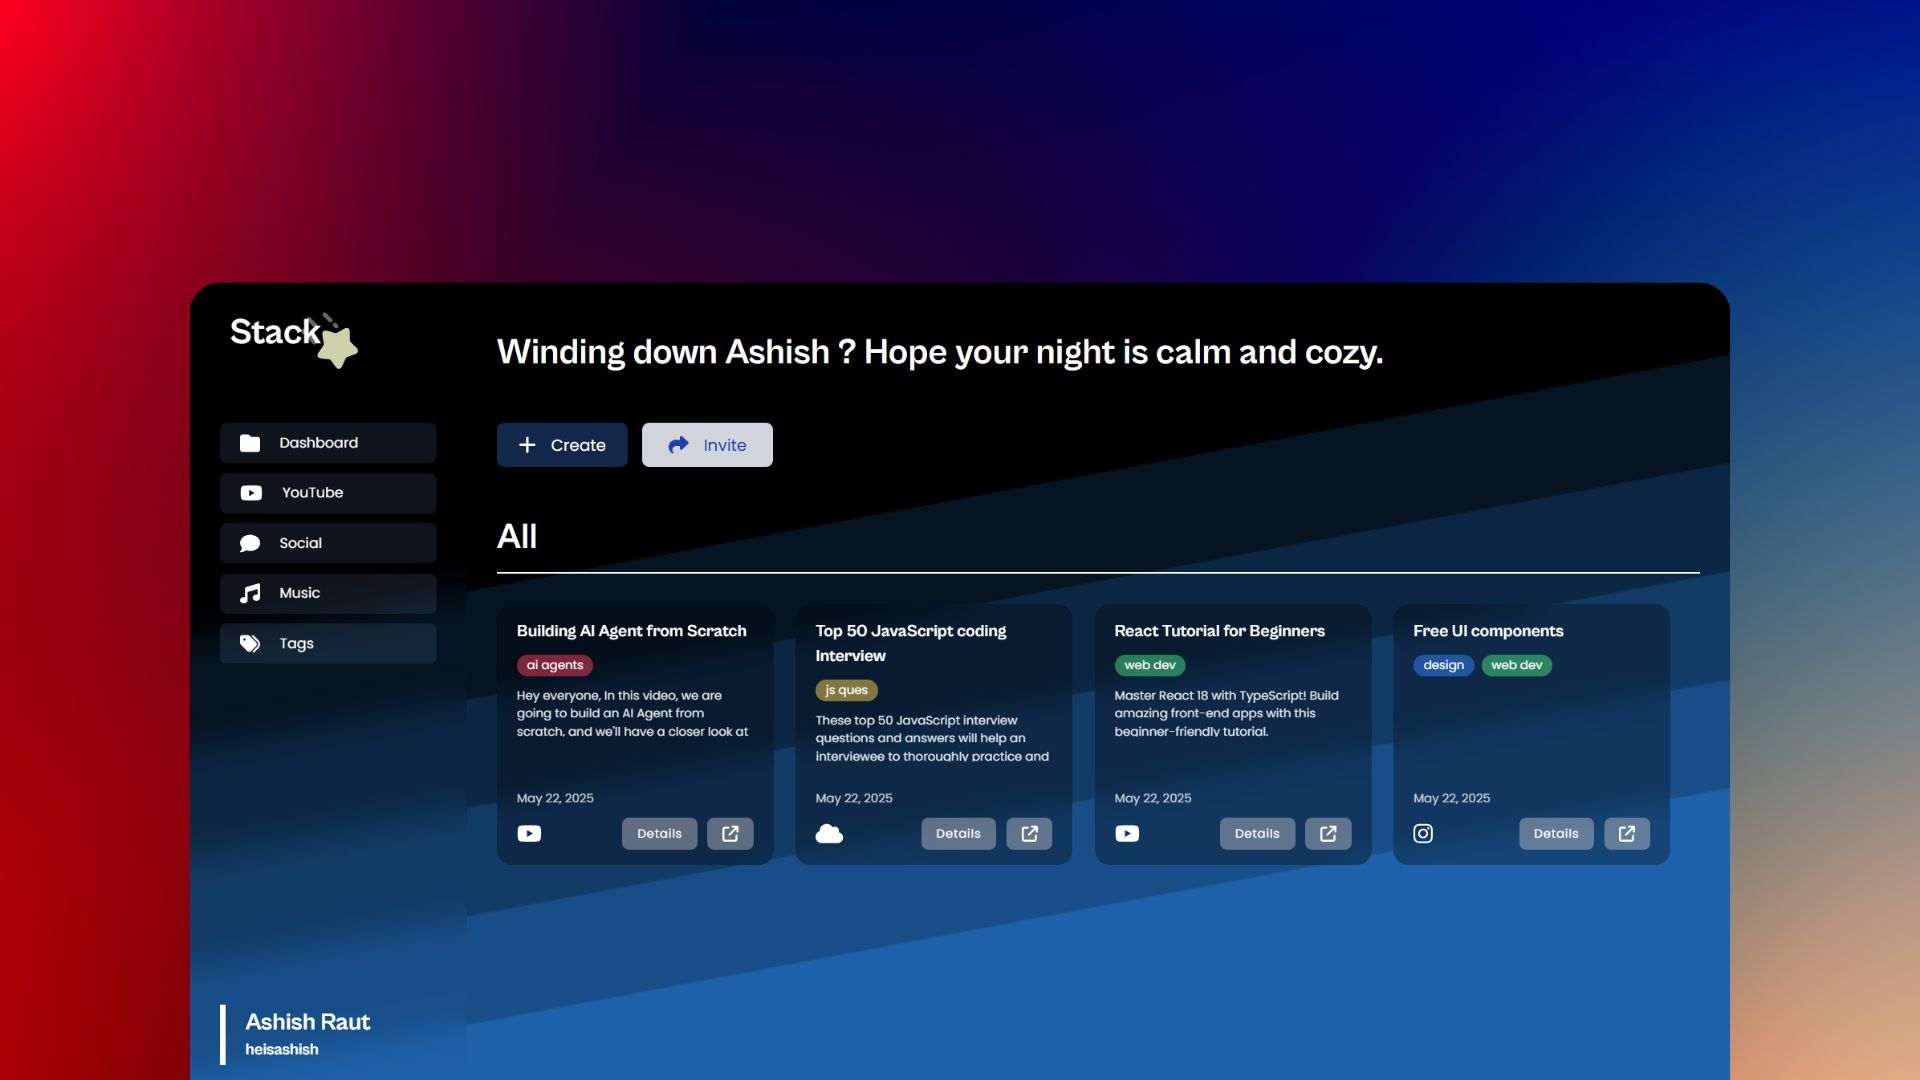 Stack
Winding down Ashish ? Hope your night is calm and cozy.
Dashboard
YouTube
Social
Music
Tags
Create
Invite
All
Building AI Agent from Scratch
ai agents
Hey everyone, In this video, we are
going to build an AI Agent from
scratch, and we'll have a closer look at
May 22, 2025
Details
Top 50 JavaScript coding
Interview
js ques
These top 50 JavaScript interview
questions and answers will help an
interviewee to thoroughly practice and
May 22, 2025
Details
React Tutorial for Beginners
web dev
Master React 18 with TypeScript! Build
amazing front-end apps with this
beginner-friendly tutorial.
May 22, 2025
Details
Free UI components
design web dev
May 22, 2025
Details
Ashish Raut
heisashish